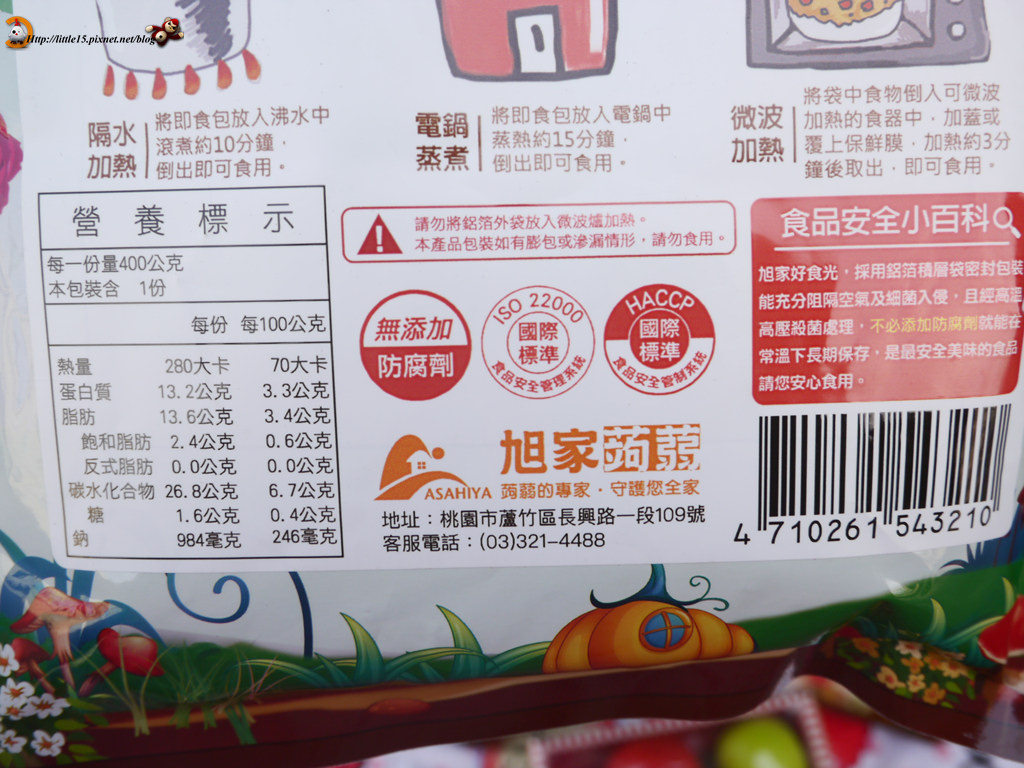 Http://little15.pixnet.net/blog
隔水
加熱
將即食包放入沸水中
滾煮約10分鐘,
倒出即可食用。
電鍋
蒸煮
將即食包放入電鍋中
蒸熱約15分鐘,
倒出即可食用。
微波
加熱
將袋中食物倒入可微波
加熱的食器中,加蓋或
覆上保鮮膜,加熱約3分
鐘後取出,即可食用。
營養標示
每一份量400公克
本包裝含 1份
每份 每100公克
熱量 280大卡 70大卡
蛋白質 13.2公克 3.3公克
脂肪 13.6公克 3.4公克
飽和脂肪 2.4公克 0.6公克
反式脂肪 0.0公克 0.0公克
碳水化合物 26.8公克 6.7公克
糖 1.6公克 0.4公克
鈉 984毫克 246毫克
請勿將鋁箔外袋放入微波爐加熱。
本產品包裝如有膨包或滲漏情形,請勿食用。
無添加
防腐劑
ISO 22000
國際
標準
食品安全管理系統
HACCP
國際
標準
食品安全管制系統
旭家蒟蒻
ASAHIYA 蒟蒻的專家・守護您全家
地址:桃園市蘆竹區長興路一段109號
客服電話:(03)321-4488
食品安全小百科
旭家好食光,採用鋁箔積層袋密封包裝
能充分阻隔空氣及細菌入侵,且經高溫
高壓殺菌處理,不必添加防腐劑就能在
常溫下長期保存,是最安全美味的食品
請您安心食用。
4 710261 543210